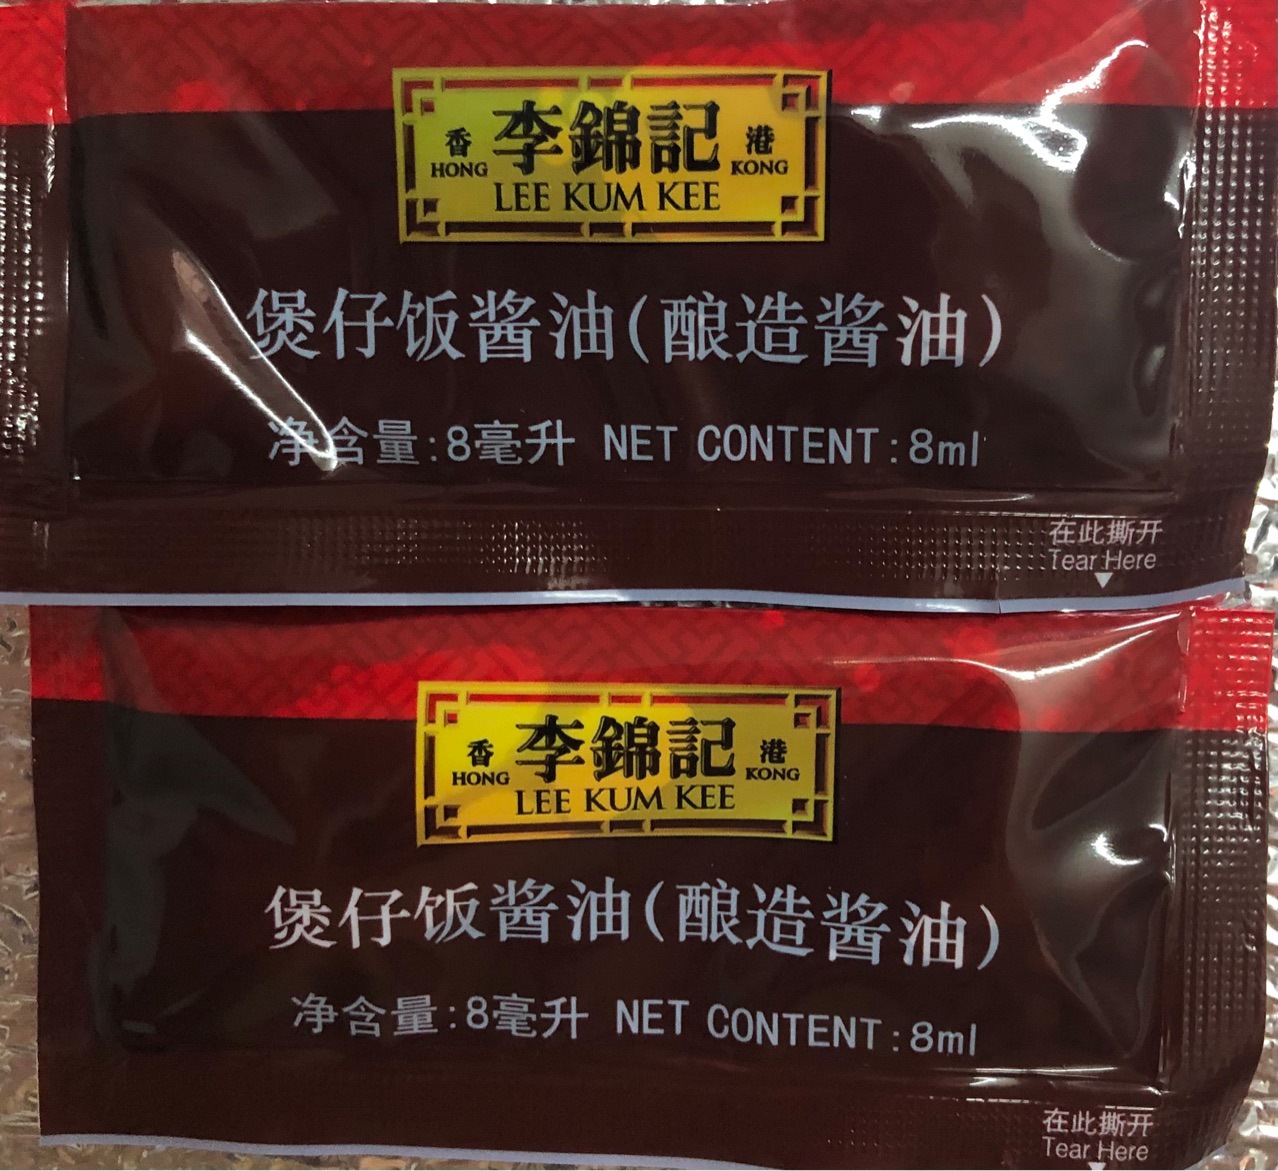 香 李錦記 港
HONG KONG
LEE KUM KEE
煲仔饭酱油(酿造酱油)
净含量:8毫升 NET CONTENT:8ml
在此撕开
Tear Here
香 李錦記 港
HONG KONG
LEE KUM KEE
煲仔饭酱油(酿造酱油)
净含量:8毫升 NET CONTENT:8ml
在此撕开
Tear Here